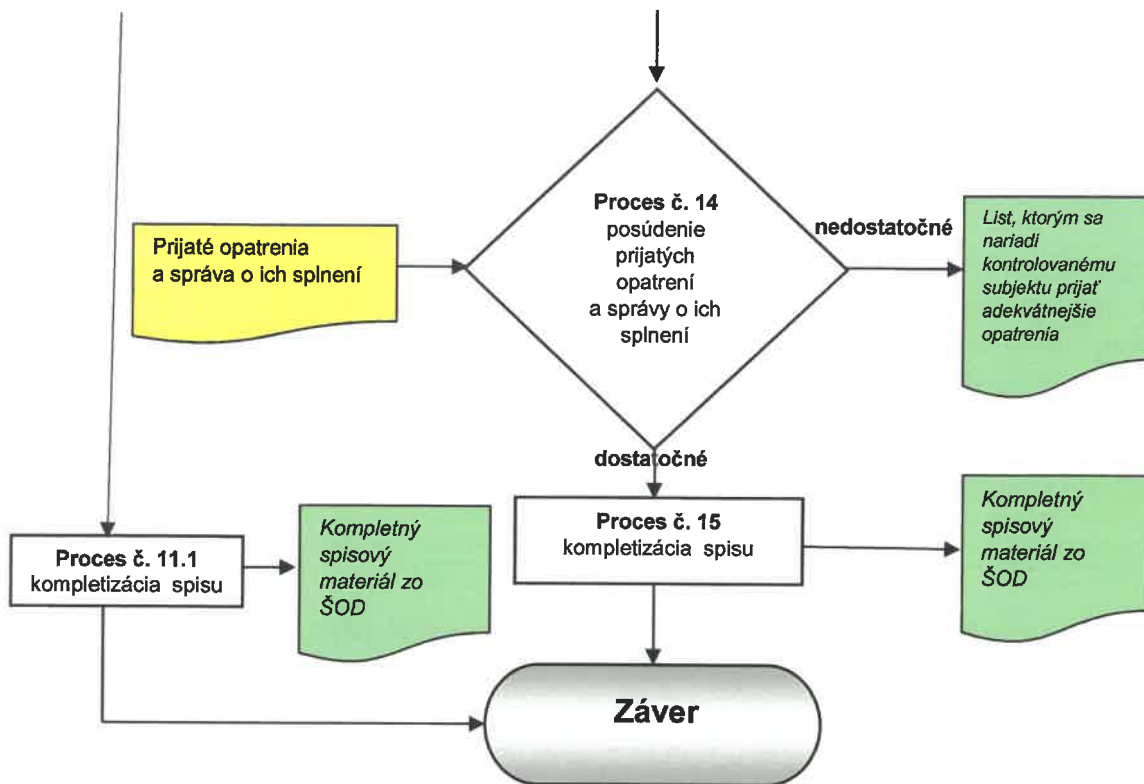 Proces č. 14
posúdenie
prijatých
opatrení
a správy o ich
splnení
Prijaté opatrenia
a správa o ich splnení
nedostatočné
List, ktorým sa
nariadi
kontrolovanému
subjektu prijať
adekvátnejšie
opatrenia
dostatočné
Proces č. 15
kompletizácia spisu
Kompletný
spisový
materiál zo
ŠOD
Proces č. 11.1
kompletizácia spisu
Kompletný
spisový
materiál zo
ŠOD
Záver